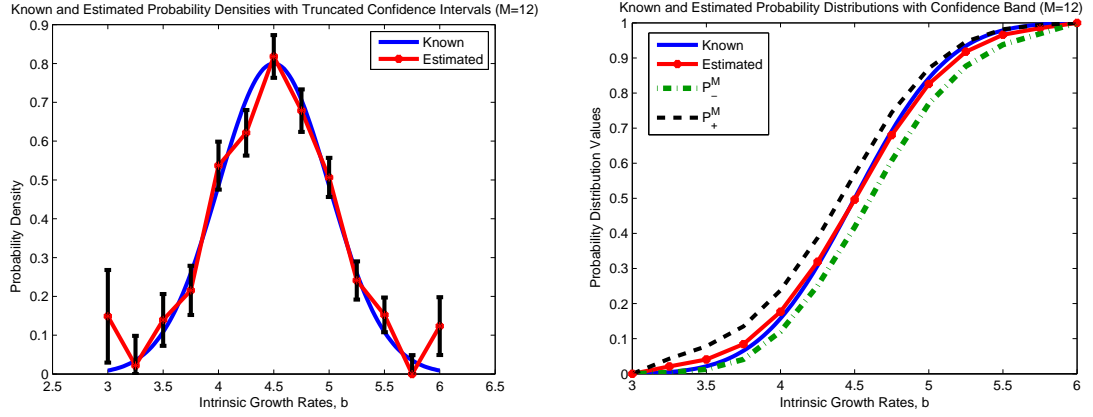 Known and Estimated Probability Densities with Truncated Confidence Intervals (M=12)
0.9
0.8
0.7
0.6
0.5
0.4
0.3
0.2
0.1
0
Probability Density
Known
Estimated
2.5 3 3.5 4 4.5 5 5.5 6 6.5
Intrinsic Growth Rates, b
Known and Estimated Probability Distributions with Confidence Band (M=12)
1
0.9
0.8
0.7
0.6
0.5
0.4
0.3
0.2
0.1
0
Probability Distribution Values
Known
Estimated
P_-^M
P_+^M
3 3.5 4 4.5 5 5.5 6
Intrinsic Growth Rates, b